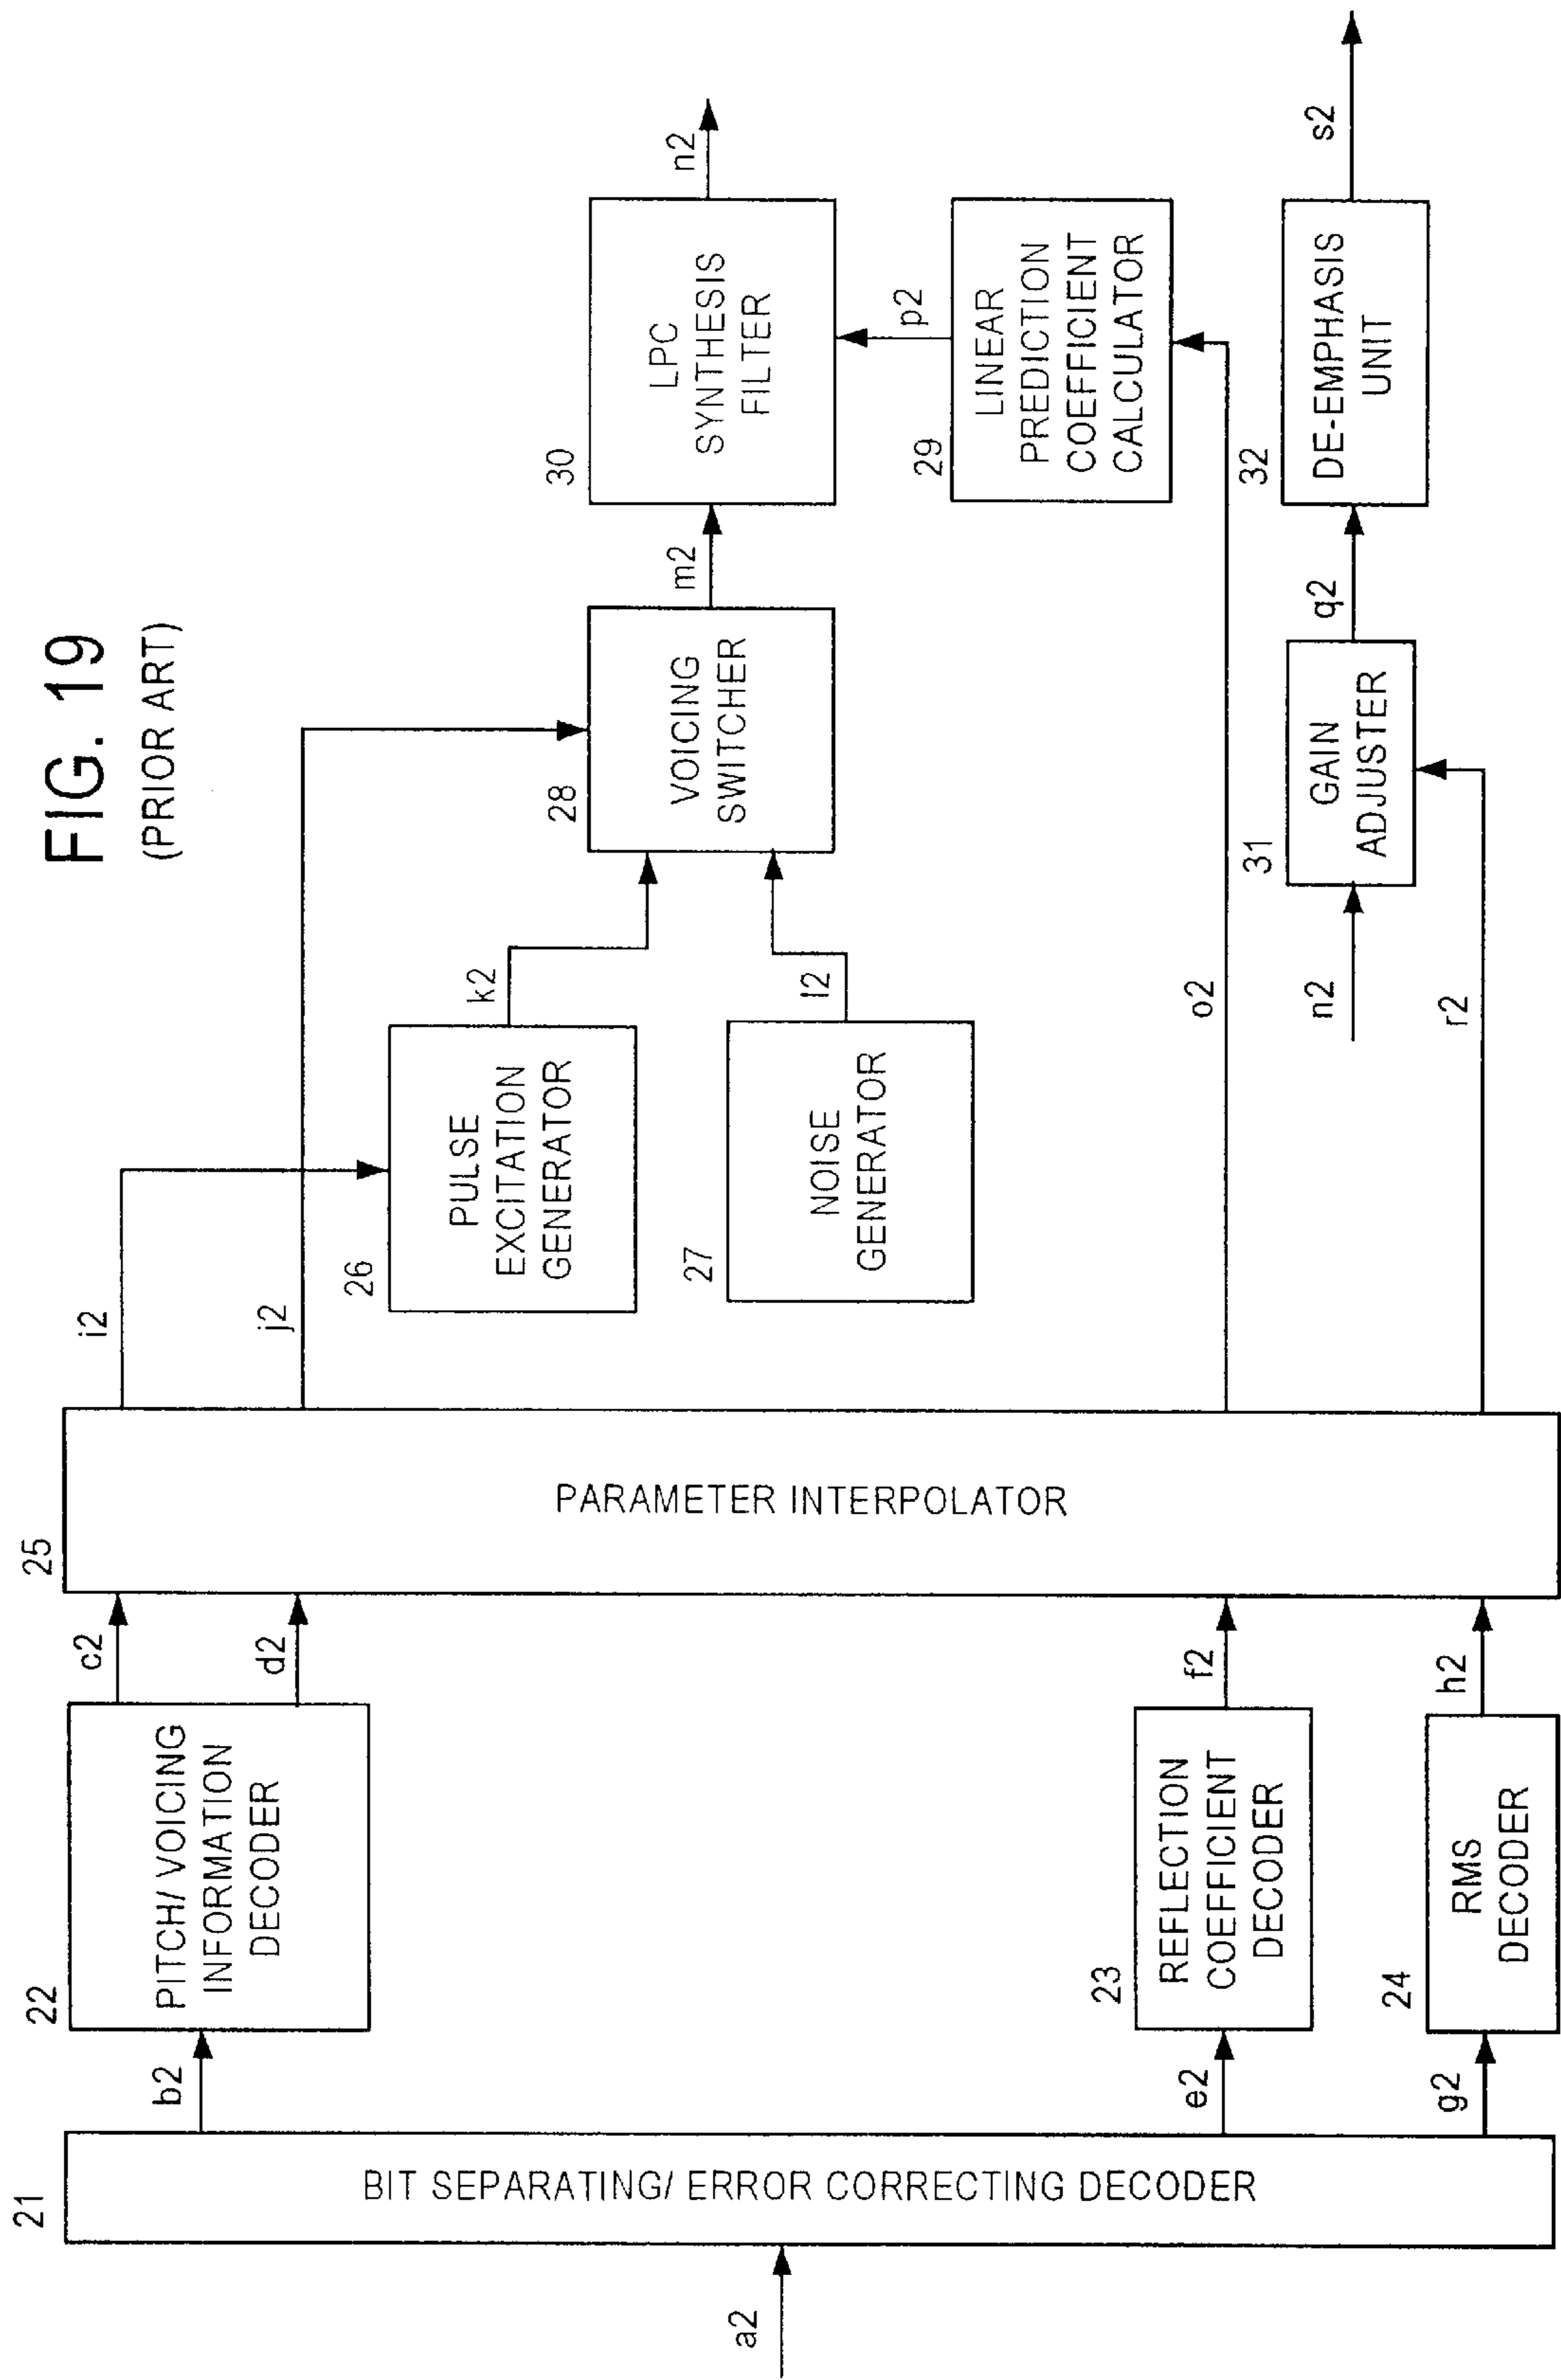 FIG. 19
(PRIOR ART)
a2
21
BIT SEPARATING/ ERROR CORRECTING DECODER
b2
e2
g2
22
PITCH/ VOICING
INFORMATION
DECODER
23
REFLECTION
COEFFICIENT
DECODER
24
RMS
DECODER
c2
d2
f2
h2
25
PARAMETER INTERPOLATOR
i2
j2
o2
r2
26
PULSE
EXCITATION
GENERATOR
27
NOISE
GENERATOR
k2
l2
28
VOICING
SWITCHER
m2
30
LPC
SYNTHESIS
FILTER
n2
p2
29
LINEAR
PREDICTION
COEFFICIENT
CALCULATOR
n2
31
GAIN
ADJUSTER
q2
32
DE-EMPHASIS
UNIT
s2